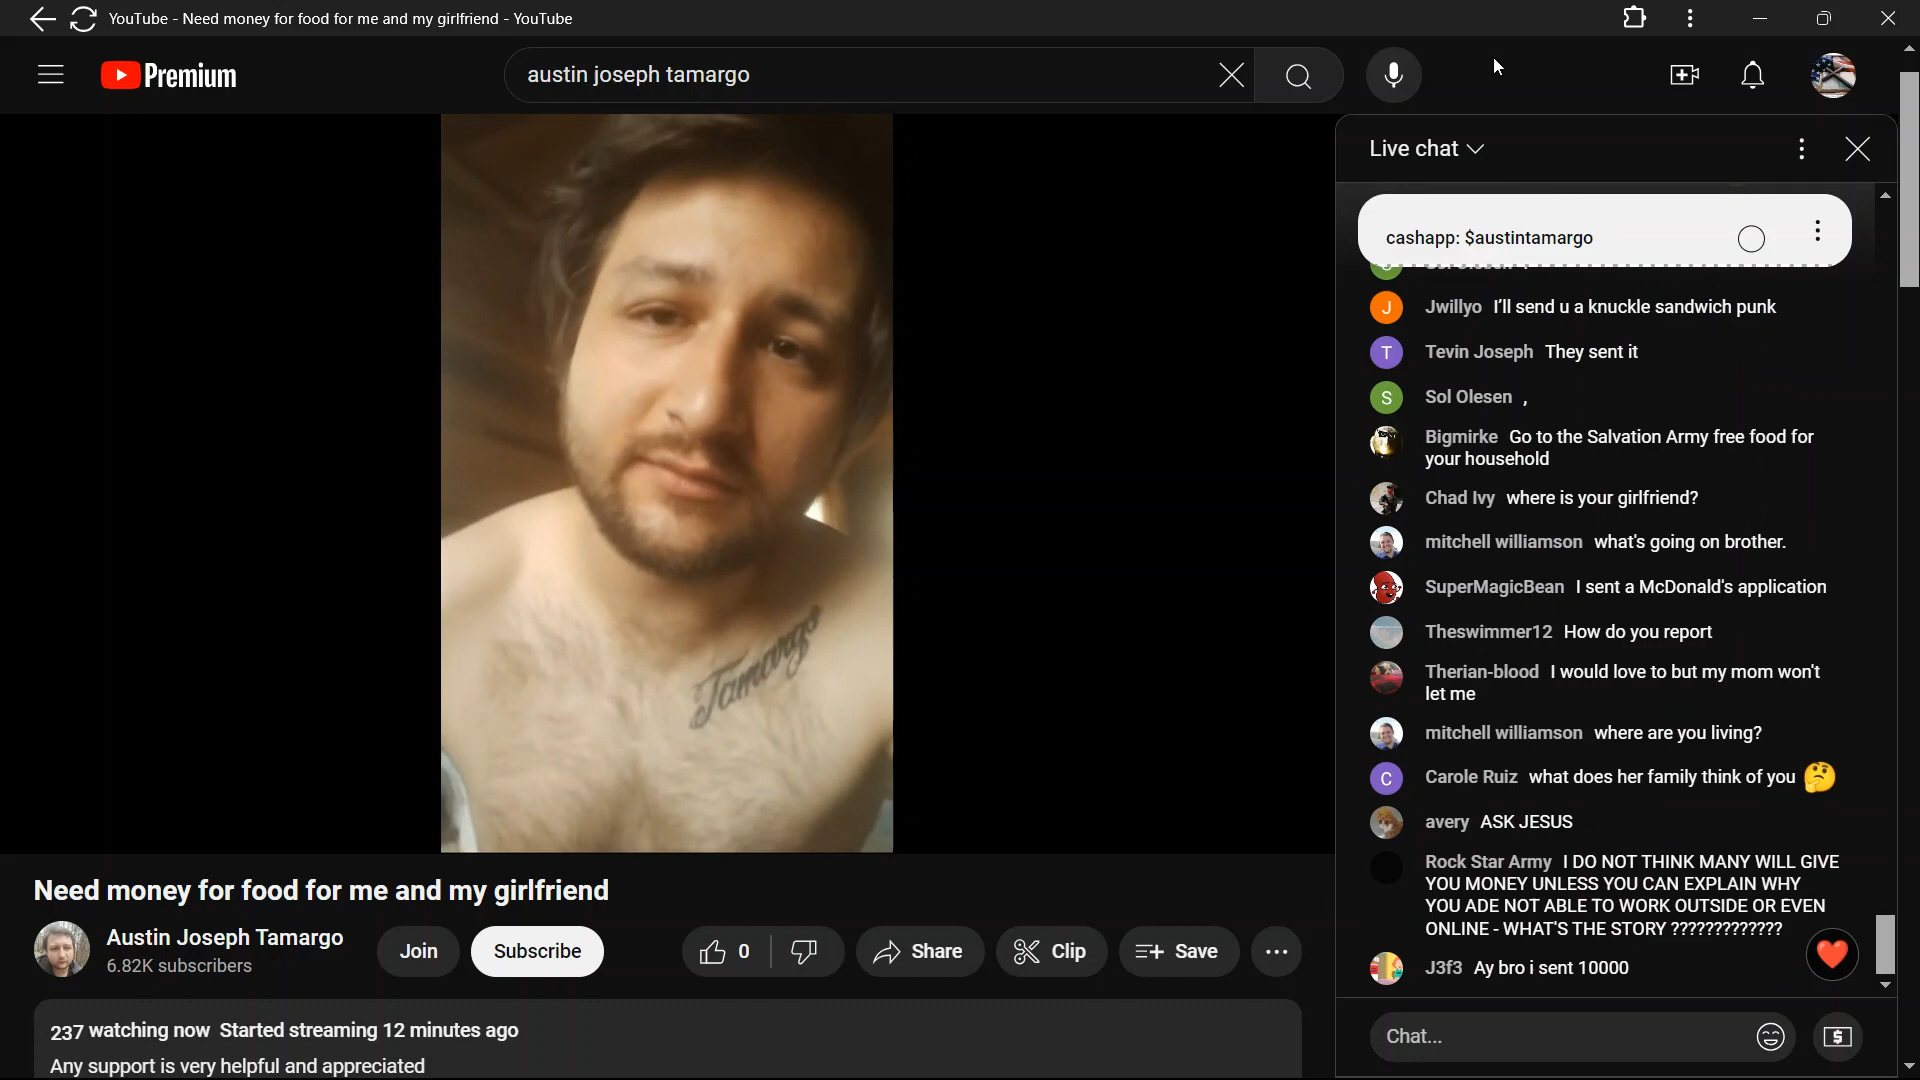 YouTube - Need money for food for me and my girlfriend - YouTube
Premium
austin joseph tamargo
Live chat
cashapp: $austintamargo
Jwillyo I'll send u a knuckle sandwich punk
Tevin Joseph They sent it
Sol Olesen ,
Bigmirke Go to the Salvation Army free food for
your household
Chad Ivy where is your girlfriend?
mitchell williamson what's going on brother.
SuperMagicBean I sent a McDonald's application
Theswimmer12 How do you report
Therian-blood I would love to but my mom won't
let me
mitchell williamson where are you living?
Carole Ruiz what does her family think of you 🤔
avery ASK JESUS
Rock Star Army I DO NOT THINK MANY WILL GIVE
YOU MONEY UNLESS YOU CAN EXPLAIN WHY
YOU ADE NOT ABLE TO WORK OUTSIDE OR EVEN
ONLINE - WHAT'S THE STORY ?????????????
J3f3 Ay bro i sent 10000
Chat...
Tamargo
Need money for food for me and my girlfriend
Austin Joseph Tamargo
6.82K subscribers
Join
Subscribe
0
Share
Clip
Save
237 watching now Started streaming 12 minutes ago
Any support is very helpful and appreciated